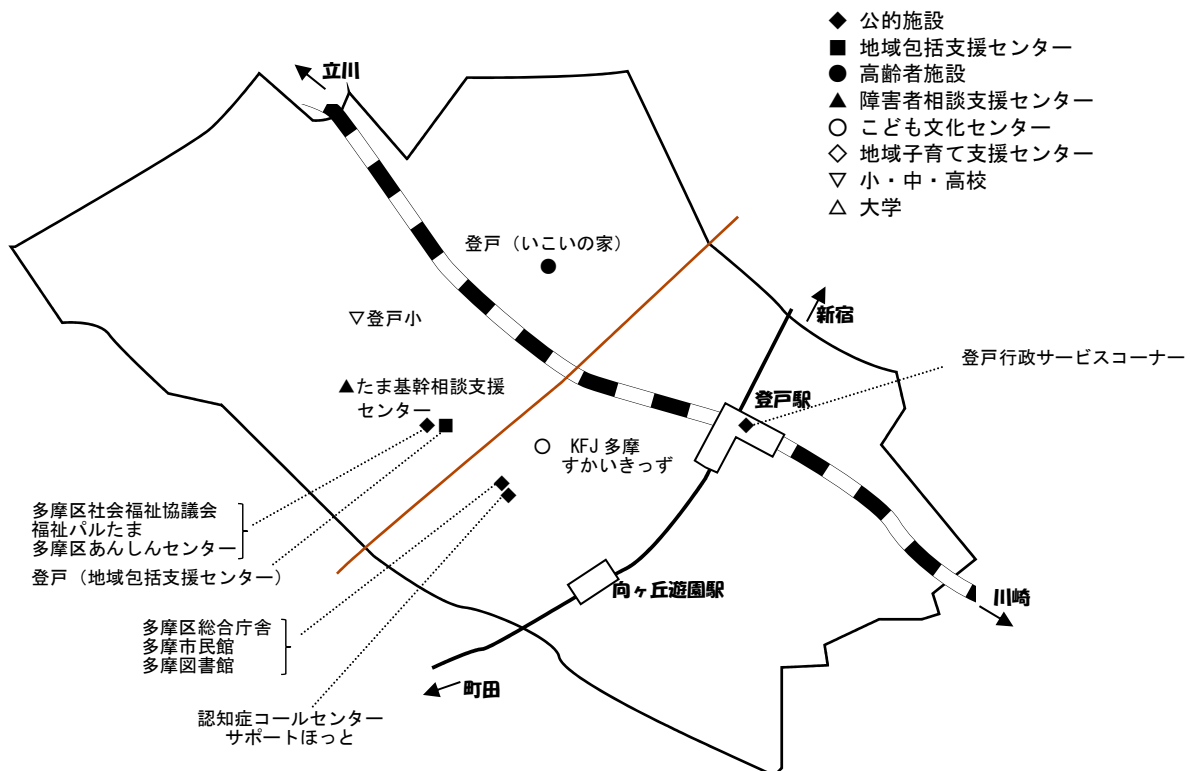 ◆ 公的施設
■ 地域包括支援センター
● 高齢者施設
▲ 障害者相談支援センター
○ こども文化センター
◇ 地域子育て支援センター
▽ 小・中・高校
△ 大学
立川
登戸（いこいの家）
新宿
▽登戸小
登戸行政サービスコーナー
▲たま基幹相談支援
センター
登戸駅
KFJ 多摩
すかいきっず
多摩区社会福祉協議会
福祉パルたま
多摩区あんしんセンター
登戸（地域包括支援センター）
向ヶ丘遊園駅
川崎
多摩区総合庁舎
多摩市民館
多摩図書館
町田
認知症コールセンター
サポートほっと